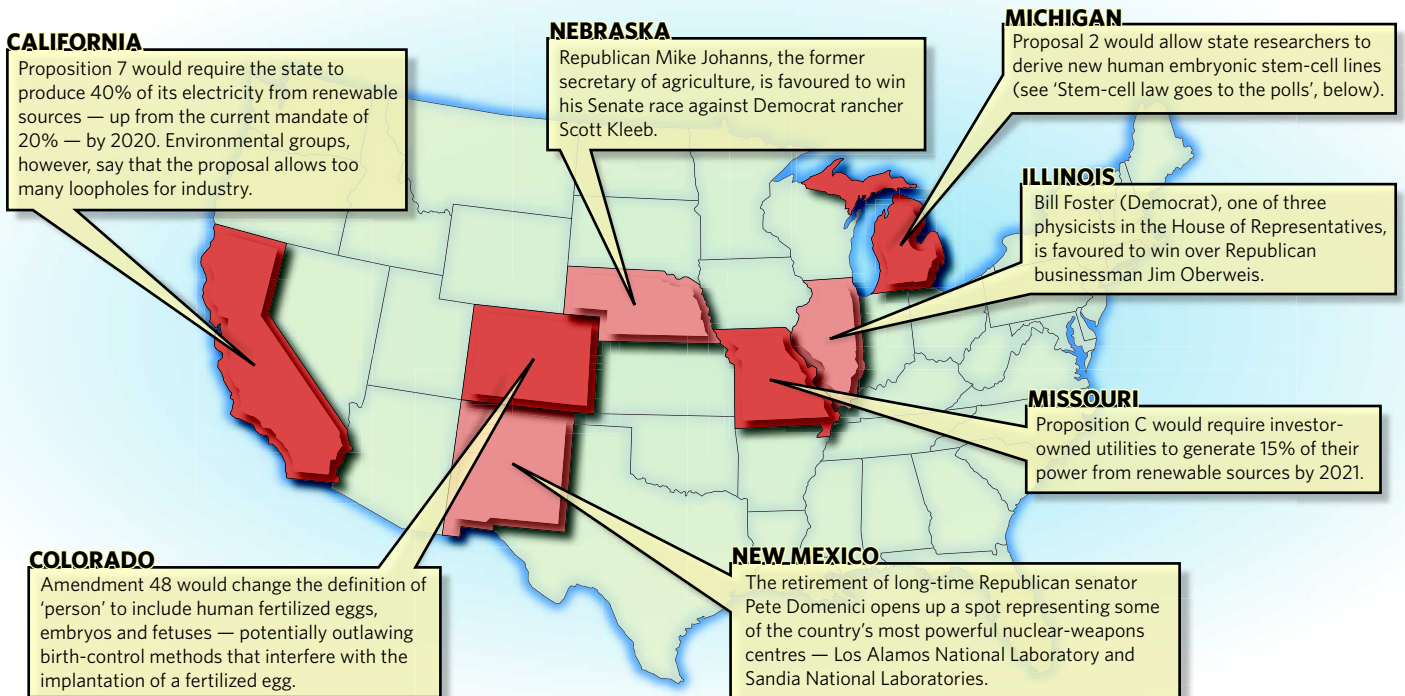 CALIFORNIA
Proposition 7 would require the state to
produce 40% of its electricity from renewable
sources — up from the current mandate of
20% — by 2020. Environmental groups,
however, say that the proposal allows too
many loopholes for industry.
NEBRASKA
Republican Mike Johanns, the former
secretary of agriculture, is favoured to win
his Senate race against Democrat rancher
Scott Kleeb.
MICHIGAN
Proposal 2 would allow state researchers to
derive new human embryonic stem-cell lines
(see ‘Stem-cell law goes to the polls’, below).
ILLINOIS
Bill Foster (Democrat), one of three
physicists in the House of Representatives,
is favoured to win over Republican
businessman Jim Oberweis.
MISSOURI
Proposition C would require investor-
owned utilities to generate 15% of their
power from renewable sources by 2021.
COLORADO
Amendment 48 would change the definition of
‘person’ to include human fertilized eggs,
embryos and fetuses — potentially outlawing
birth-control methods that interfere with the
implantation of a fertilized egg.
NEW MEXICO
The retirement of long-time Republican senator
Pete Domenici opens up a spot representing some
of the country’s most powerful nuclear-weapons
centres — Los Alamos National Laboratory and
Sandia National Laboratories.